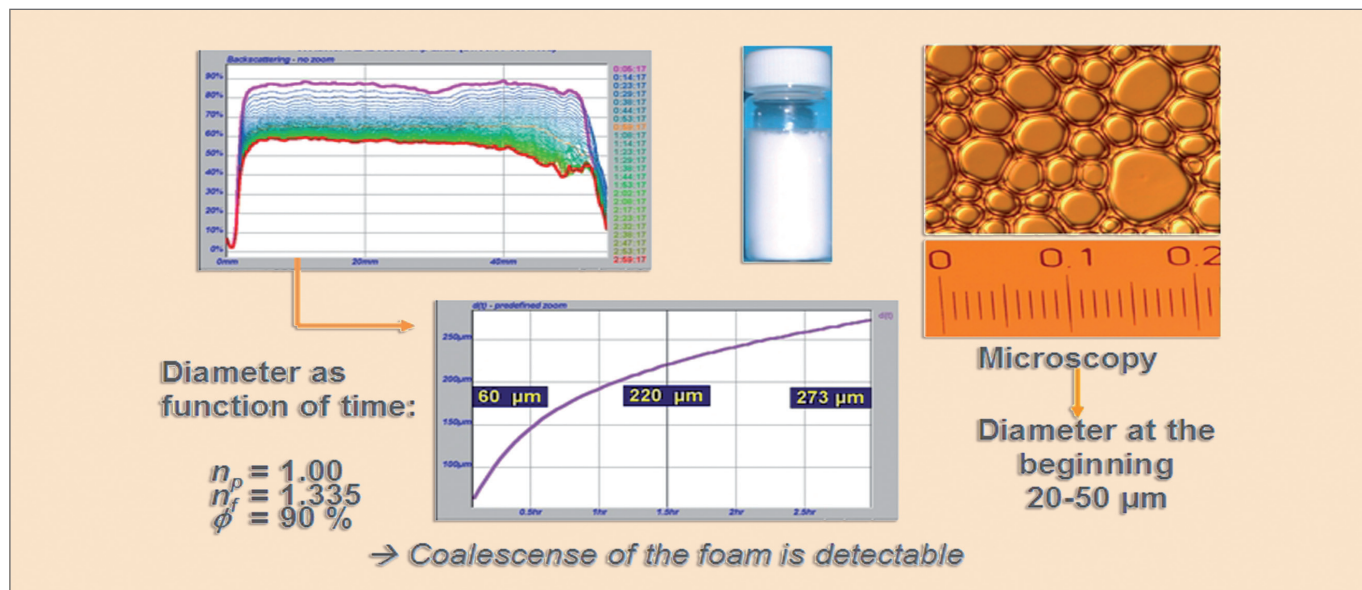 Backscattering - no zoom
90%
80%
70%
60%
50%
40%
30%
20%
10%
0%
0mm
20mm
40mm
0:05:17
0:14:17
0:23:17
0:29:17
0:38:17
0:44:17
0:53:17
0:59:17
1:08:17
1:14:17
1:23:17
1:29:17
1:38:17
1:44:17
1:53:17
2:02:17
2:08:17
2:17:17
2:23:17
2:32:17
2:38:17
2:47:17
2:53:17
2:59:17
0 0.1 0.2
d(t) - predefined zoom
d(t)
250µm
200µm
150µm
100µm
60 µm
220 µm
273 µm
0.5hr
1hr
1.5hr
2hr
2.5hr
Diameter as
function of time:
np = 1.00
nf = 1.335
ϕ = 90 %
Microscopy
Diameter at the
beginning
20-50 µm
→ Coalescense of the foam is detectable